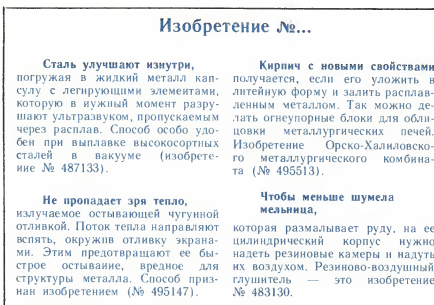 Изобретение №...
Сталь улучшают изнутри,
погружая в жидкий металл кап-
сулу с легирующими элементами,
которую в нужный момент разру-
шают ультразвуком, пропускаемым
через расплав. Способ особо удо-
бен при выплавке высокосортных
сталей в вакууме (изобрете-
ние № 487133).
Не пропадает зря тепло,
излучаемое остывающей чугунной
отливкой. Поток тепла направляют
вспять, окружив отливку экрана-
ми. Этим предотвращают ее бы-
строе остывание, вредное для
структуры металла. Способ приз-
нан изобретением (№ 495147).
Кирпич с новыми свойствами
получается, если его уложить в
литейную форму и залить расплав-
ленным металлом. Так можно де-
лать огнеупорные блоки для обли-
цовки металлургических печей.
Изобретение Орско-Халиловско-
го металлургического комбина-
та (№ 495513).
Чтобы меньше шумела
мельница,
которая размалывает руду, на ее
цилиндрический корпус нужно
надеть резиновые камеры и надуть
их воздухом. Резиново-воздушный
глушитель — это изобретение
№ 483130.